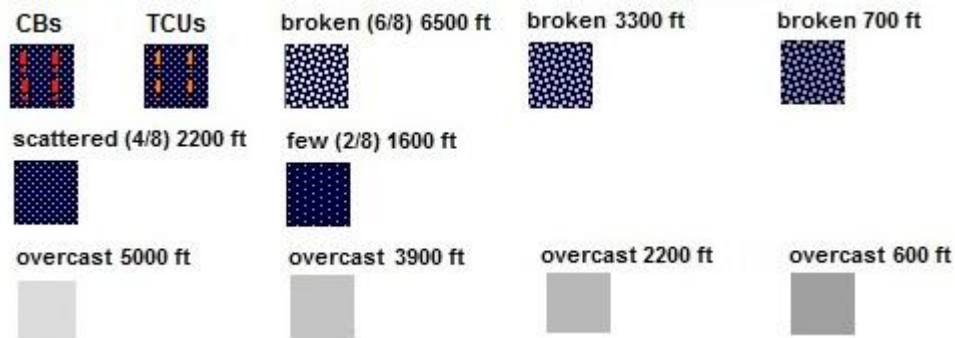 CBs TCUs broken (6/8) 6500 ft broken 3300 ft broken 700 ft
scattered (4/8) 2200 ft few (2/8) 1600 ft
overcast 5000 ft overcast 3900 ft overcast 2200 ft overcast 600 ft